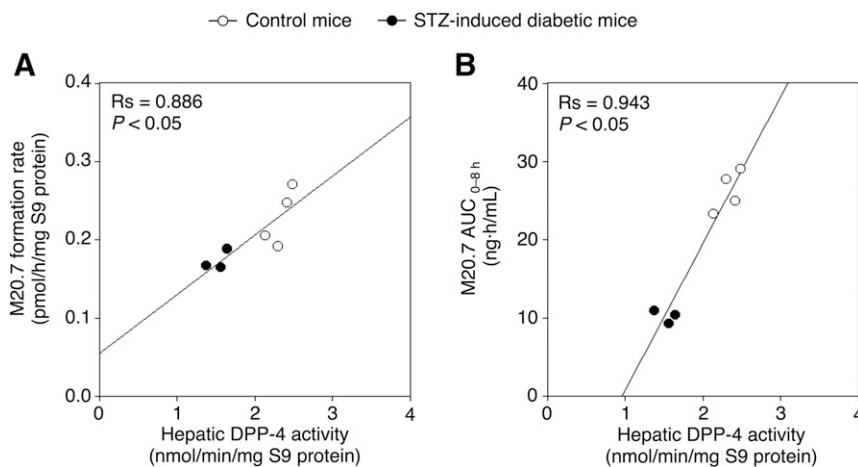 Control mice STZ-induced diabetic mice
A
Rs = 0.886
P < 0.05
M20.7 formation rate
(pmol/h/mg S9 protein)
0.4
0.3
0.2
0.1
0.0
0 1 2 3 4
Hepatic DPP-4 activity
(nmol/min/mg S9 protein)
B
Rs = 0.943
P < 0.05
M20.7 AUC 0–8 h
(ng·h/mL)
40
30
20
10
0
0 1 2 3 4
Hepatic DPP-4 activity
(nmol/min/mg S9 protein)